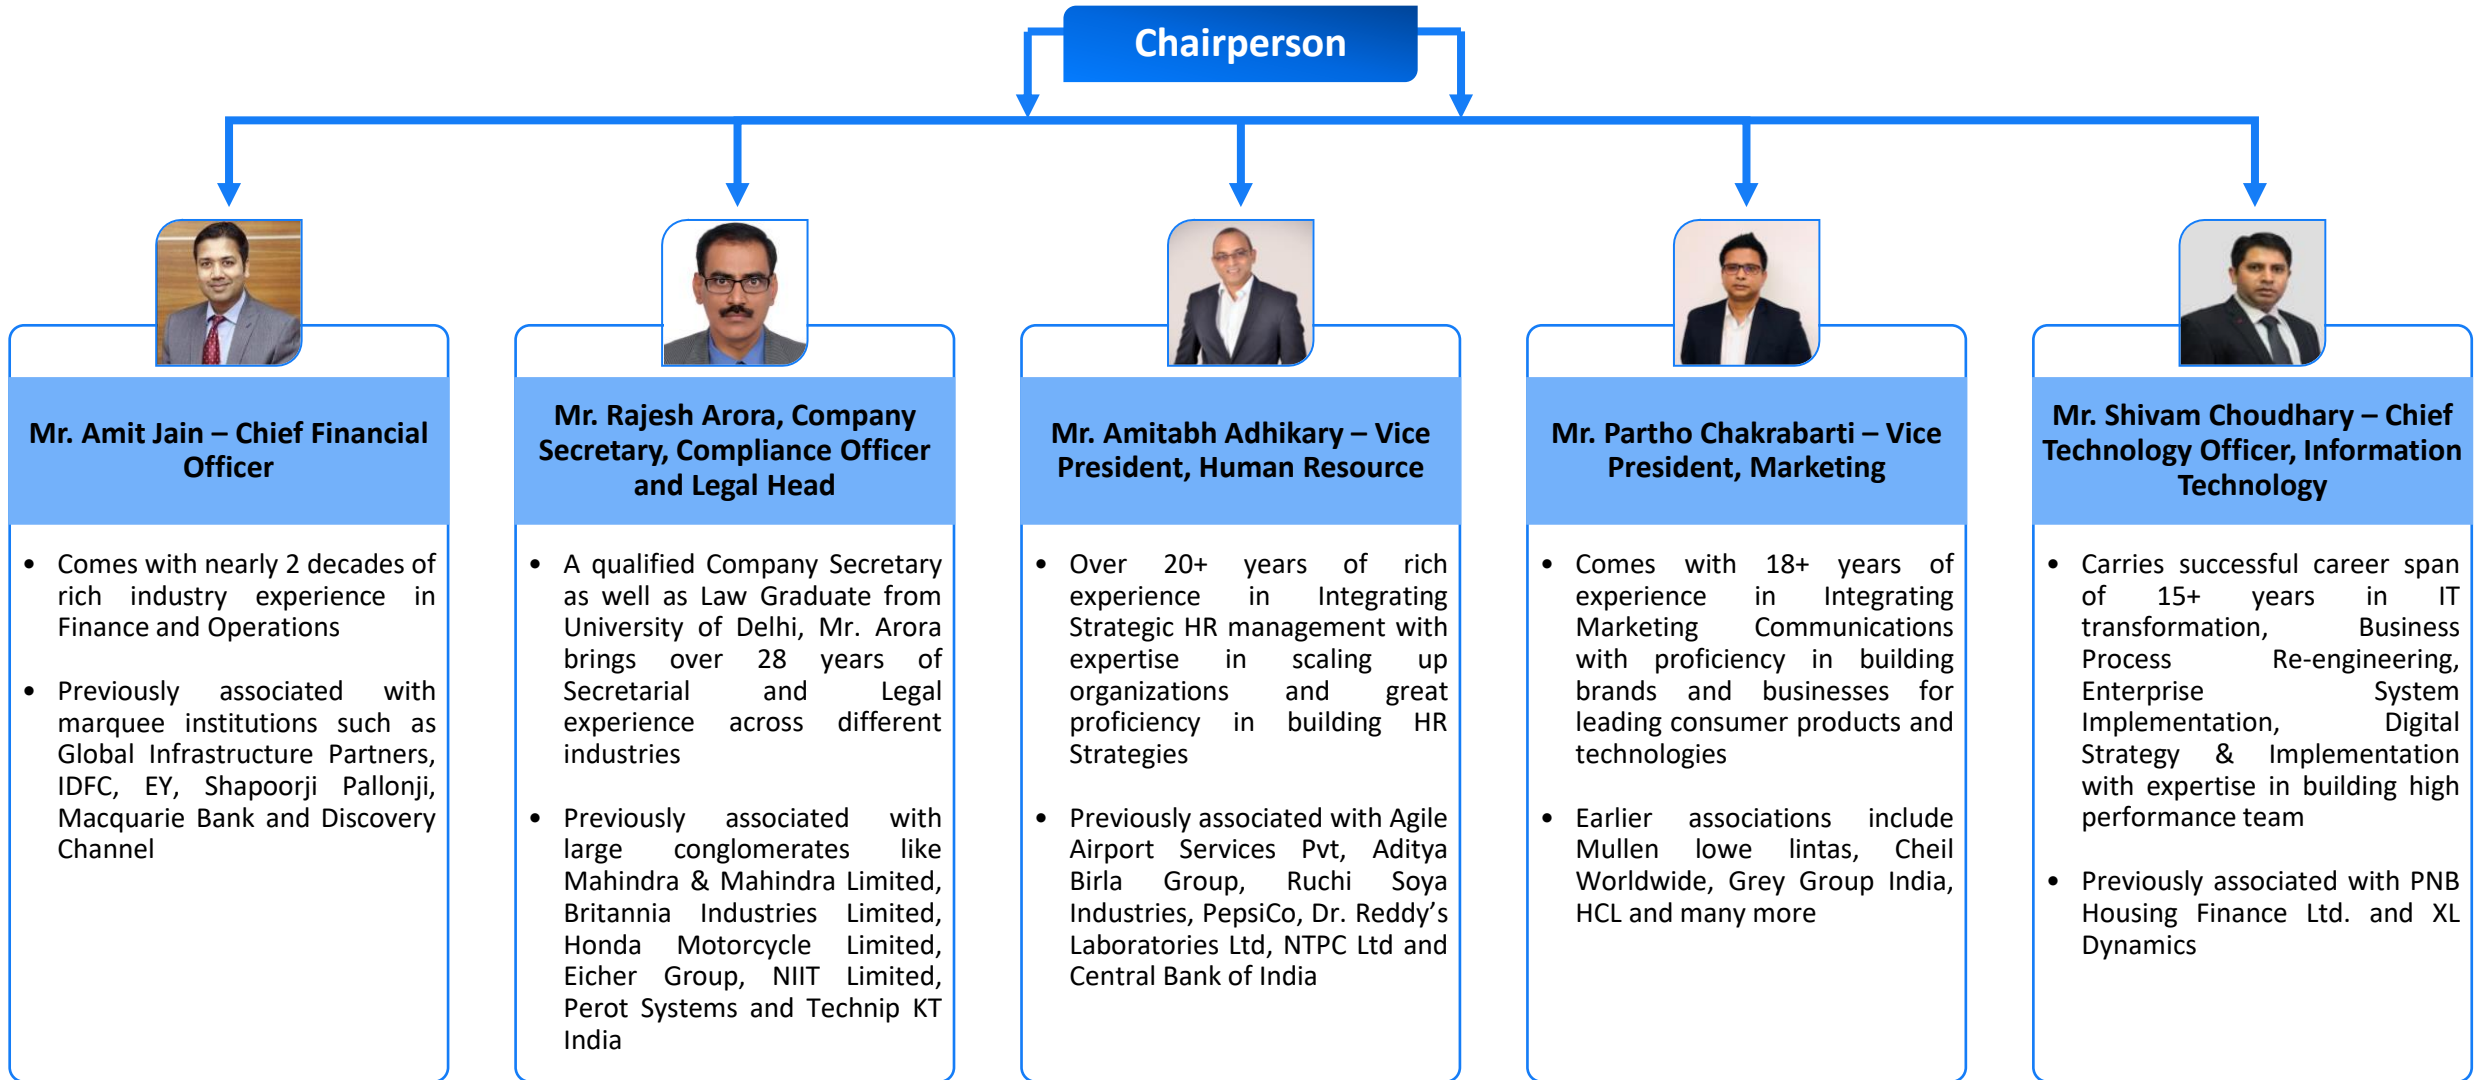 Chairperson
Mr. Amit Jain – Chief Financial
Officer
• Comes with nearly 2 decades of
rich industry experience in
Finance and Operations
• Previously associated with
marquee institutions such as
Global Infrastructure Partners,
IDFC, EY, Shapoorji Pallonji,
Macquarie Bank and Discovery
Channel
Mr. Rajesh Arora, Company
Secretary, Compliance Officer
and Legal Head
• A qualified Company Secretary
as well as Law Graduate from
University of Delhi, Mr. Arora
brings over 28 years of
Secretarial and Legal
experience across different
industries
• Previously associated with
large conglomerates like
Mahindra & Mahindra Limited,
Britannia Industries Limited,
Honda Motorcycle Limited,
Eicher Group, NIIT Limited,
Perot Systems and Technip KT
India
Mr. Amitabh Adhikary – Vice
President, Human Resource
• Over 20+ years of rich
experience in Integrating
Strategic HR management with
expertise in scaling up
organizations and great
proficiency in building HR
Strategies
• Previously associated with Agile
Airport Services Pvt, Aditya
Birla Group, Ruchi Soya
Industries, PepsiCo, Dr. Reddy’s
Laboratories Ltd, NTPC Ltd and
Central Bank of India
Mr. Partho Chakrabarti – Vice
President, Marketing
• Comes with 18+ years of
experience in Integrating
Marketing Communications
with proficiency in building
brands and businesses for
leading consumer products and
technologies
• Earlier associations include
Mullen lowe lintas, Cheil
Worldwide, Grey Group India,
HCL and many more
Mr. Shivam Choudhary – Chief
Technology Officer, Information
Technology
• Carries successful career span
of 15+ years in IT
transformation, Business
Process Re-engineering,
Enterprise System
Implementation, Digital
Strategy & Implementation
with expertise in building high
performance team
• Previously associated with PNB
Housing Finance Ltd. and XL
Dynamics